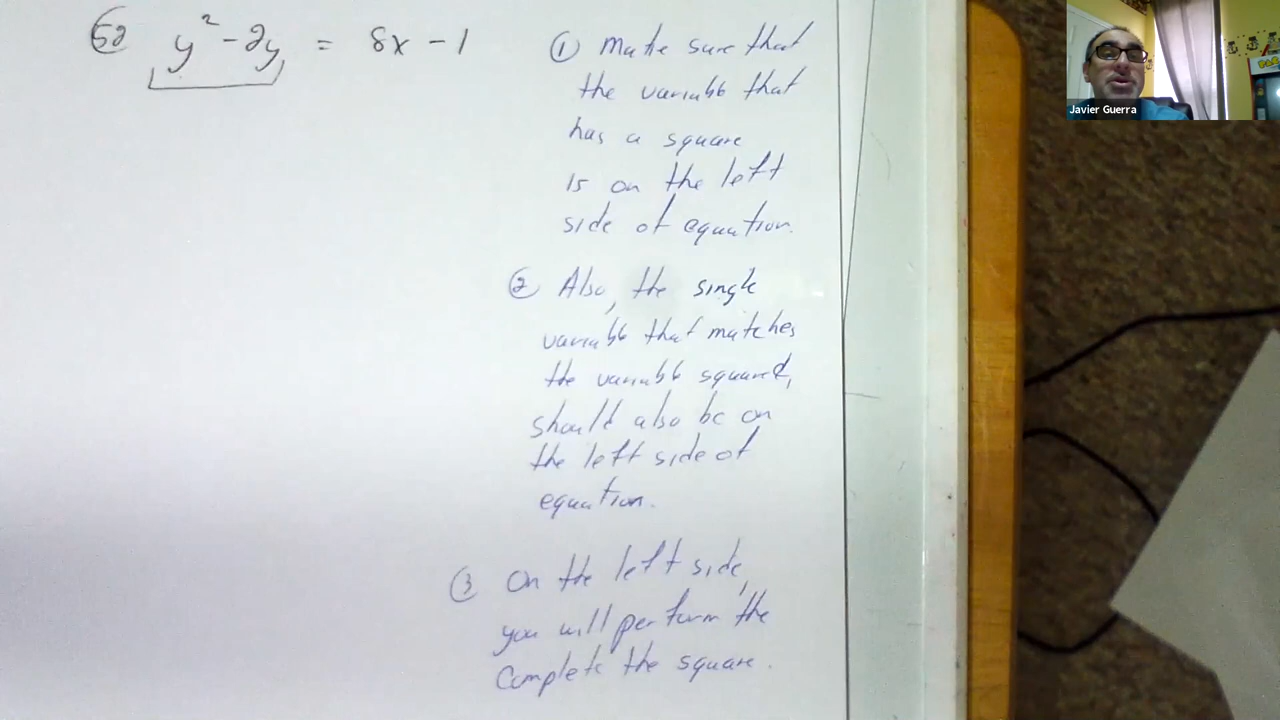 52 y² - 2y = 8x - 1
① Make sure that
the variable that
has a square
is on the left
side of equation.
② Also, the single
variable that matches
the variable squared,
should also be on
the left side of
equation.
③ On the left side,
you will perform the
Complete the square.
Javier Guerra